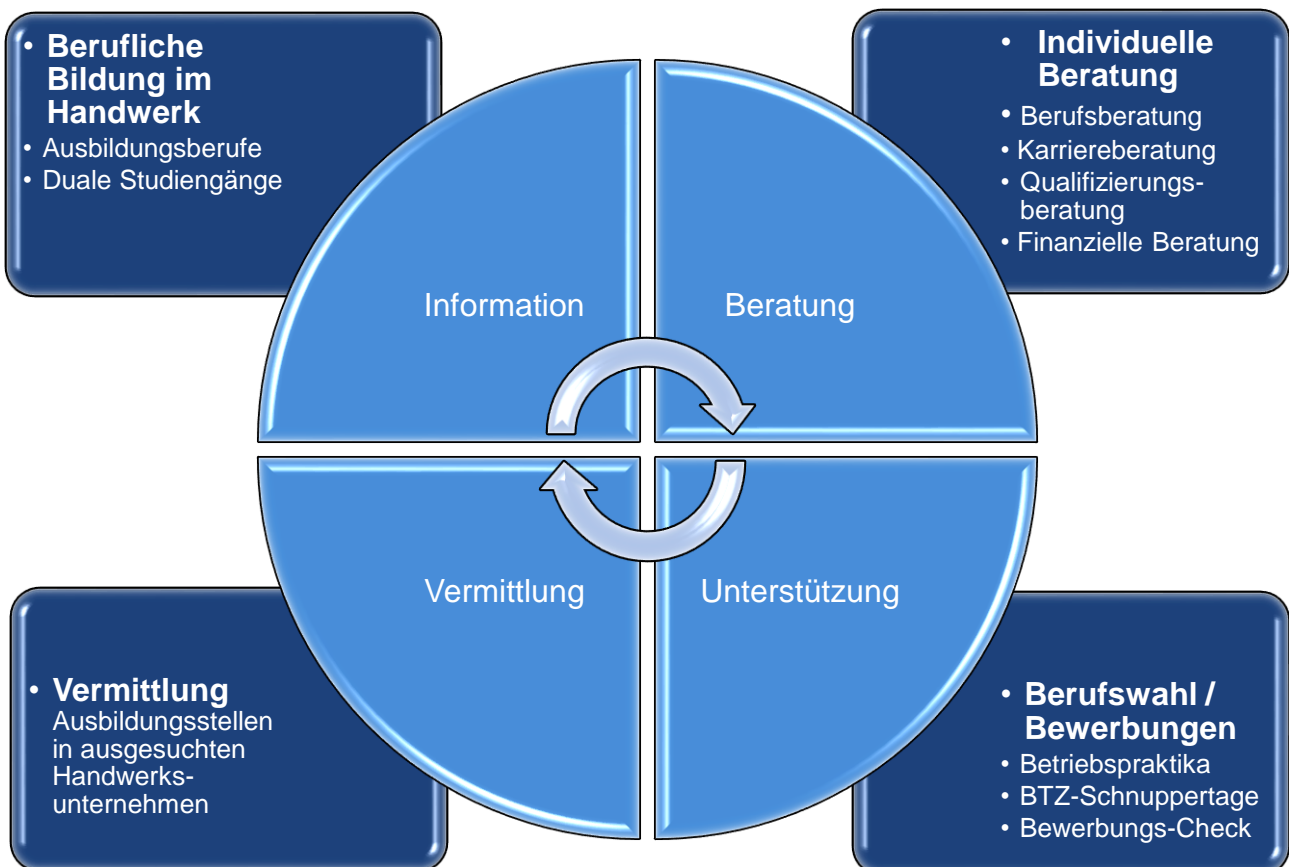 • Berufliche
Bildung im
Handwerk
• Ausbildungsberufe
• Duale Studiengänge
• Individuelle
Beratung
• Berufsberatung
• Karriereberatung
• Qualifizierungs-
beratung
• Finanzielle Beratung
Information
Beratung
Vermittlung
Unterstützung
• Vermittlung
Ausbildungsstellen
in ausgesuchten
Handwerks-
unternehmen
• Berufswahl /
Bewerbungen
• Betriebspraktika
• BTZ-Schnuppertage
• Bewerbungs-Check